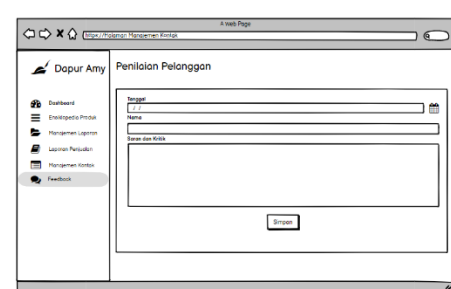 A Web Page
https://Halaman Manajemen Kontak
Dapur Amy
Penilaian Pelanggan
Dashboard
Ensiklopedia Produk
Manajemen Laporan
Laporan Penjualan
Manajemen Kontak
Feedback
Tanggal
/ /
Nama
Saran dan Kritik
Simpan